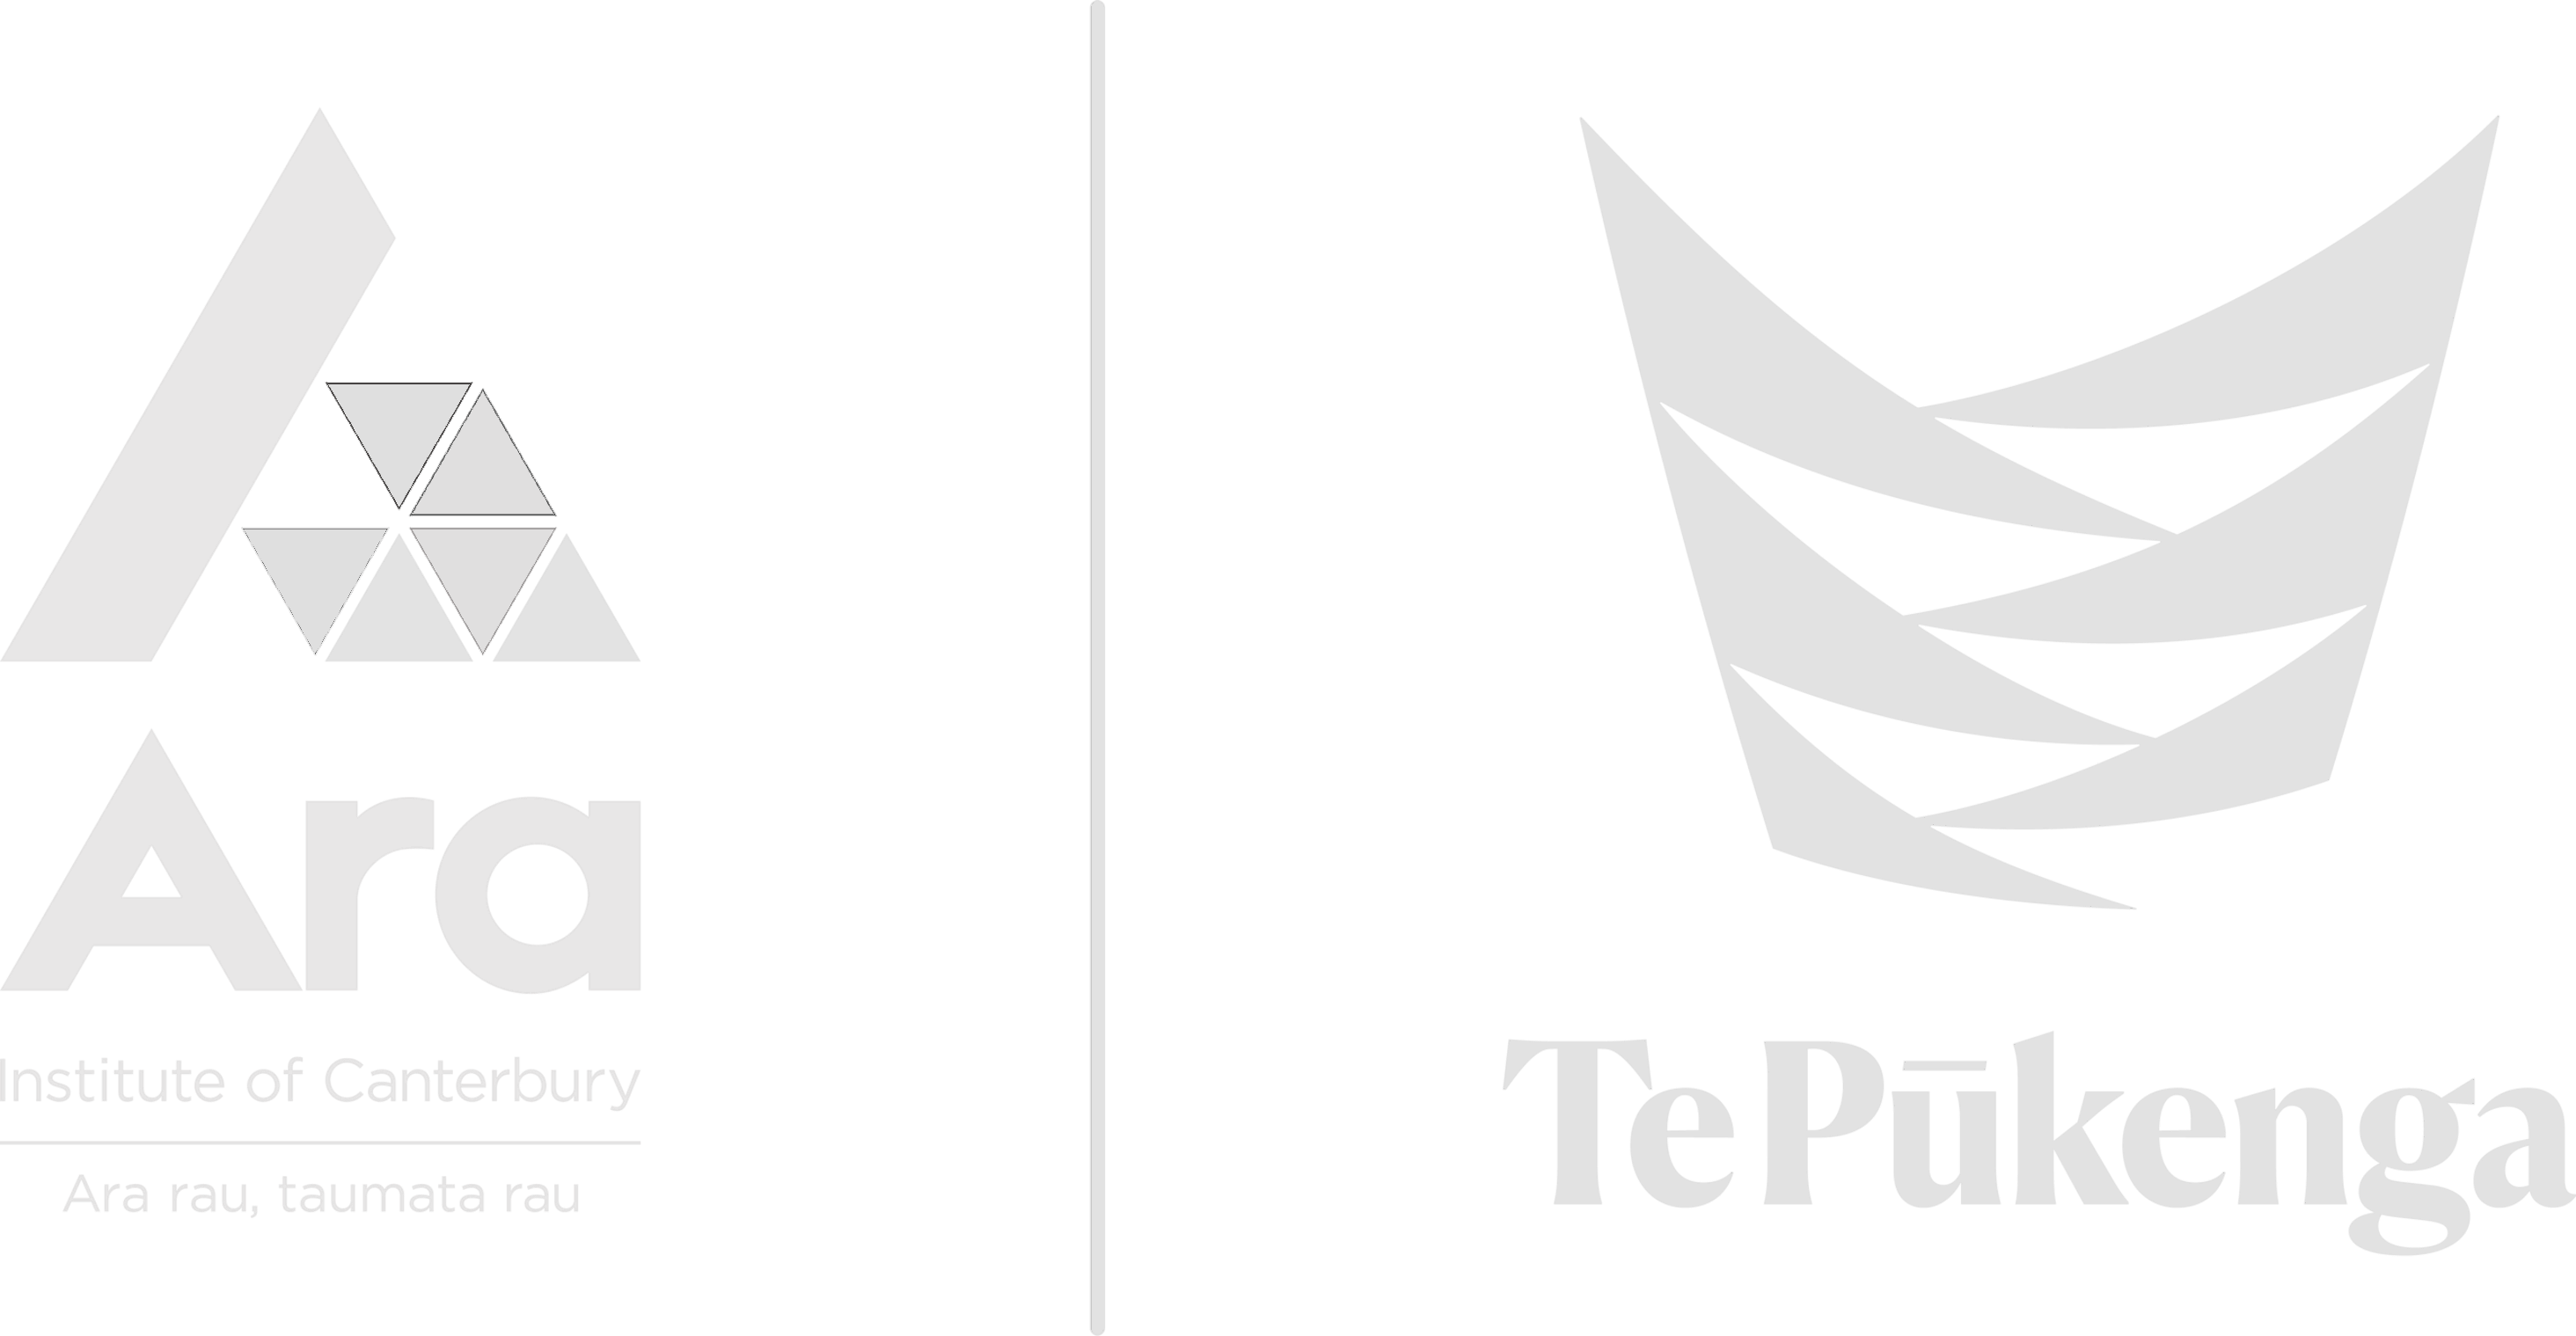 Ara
Institute of Canterbury
Ara rau, taumata rau
Te Pūkenga